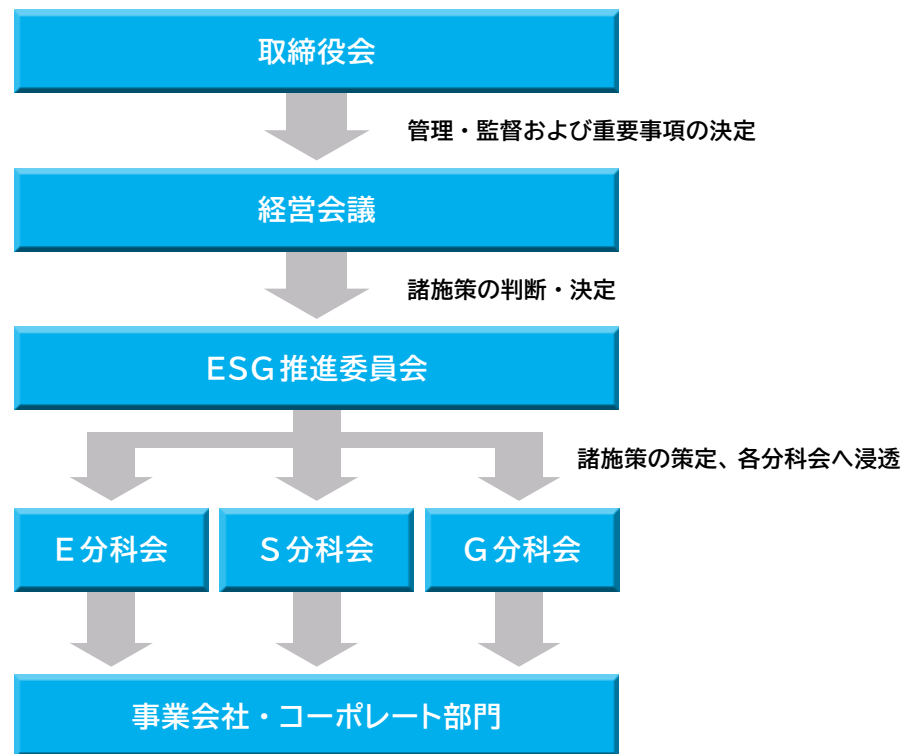 取締役会
管理・監督および重要事項の決定
経営会議
諸施策の判断・決定
ESG推進委員会
諸施策の策定、各分科会へ浸透
E分科会
S分科会
G分科会
事業会社・コーポレート部門